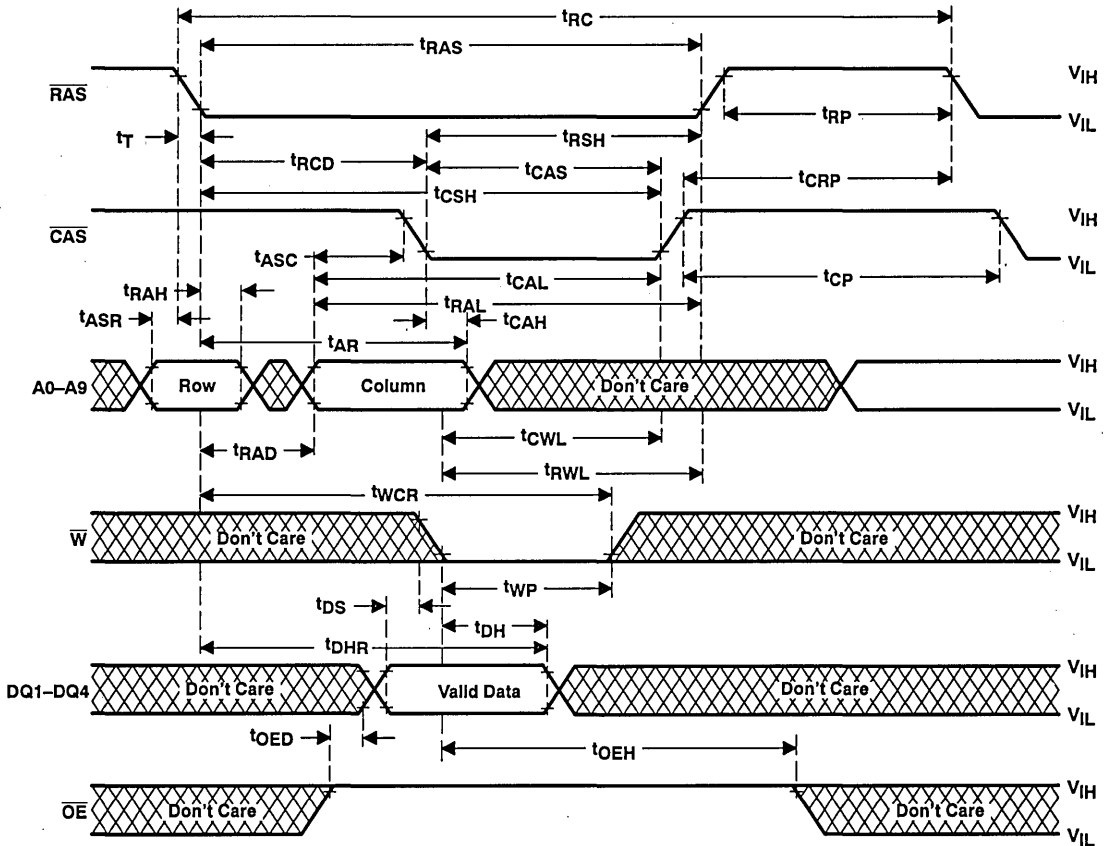 tRC
tRAS
RAS
VIH
tRP
VIL
tT
tRSH
tRCD
tCAS
tCRP
tCSH
CAS
VIH
tASC
VIL
tCAL
tCP
tRAH
tRAL
tASR
tCAH
tAR
VIH
A0–A9
Row
Column
Don't Care
VIL
tCWL
tRAD
tRWL
tWCR
VIH
W
Don't Care
Don't Care
VIL
tWP
tDS
tDH
tDHR
VIH
DQ1–DQ4
Don't Care
Valid Data
Don't Care
VIL
tOED
tOEH
VIH
OE
Don't Care
Don't Care
VIL